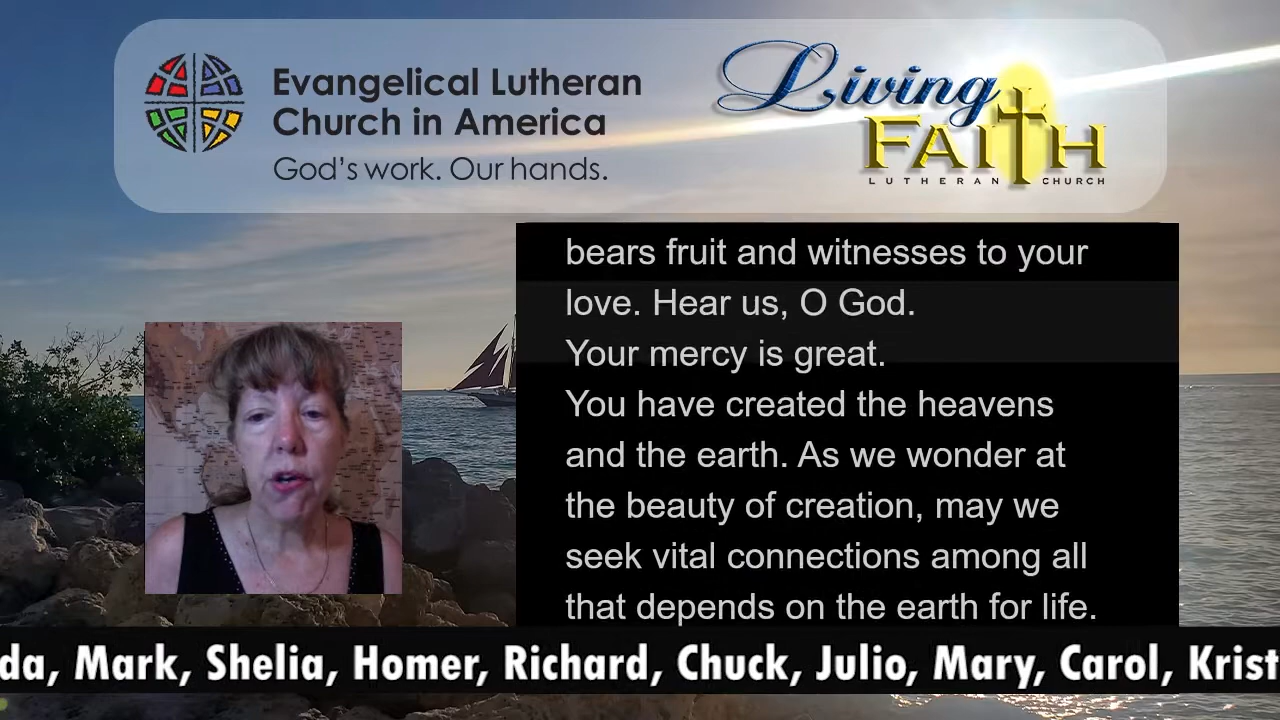 Evangelical Lutheran
Church in America
God's work. Our hands.
Living
FAITH
LUTHERAN CHURCH
bears fruit and witnesses to your
love. Hear us, O God.
Your mercy is great.
You have created the heavens
and the earth. As we wonder at
the beauty of creation, may we
seek vital connections among all
that depends on the earth for life.
da, Mark, Shelia, Homer, Richard, Chuck, Julio, Mary, Carol, Krist